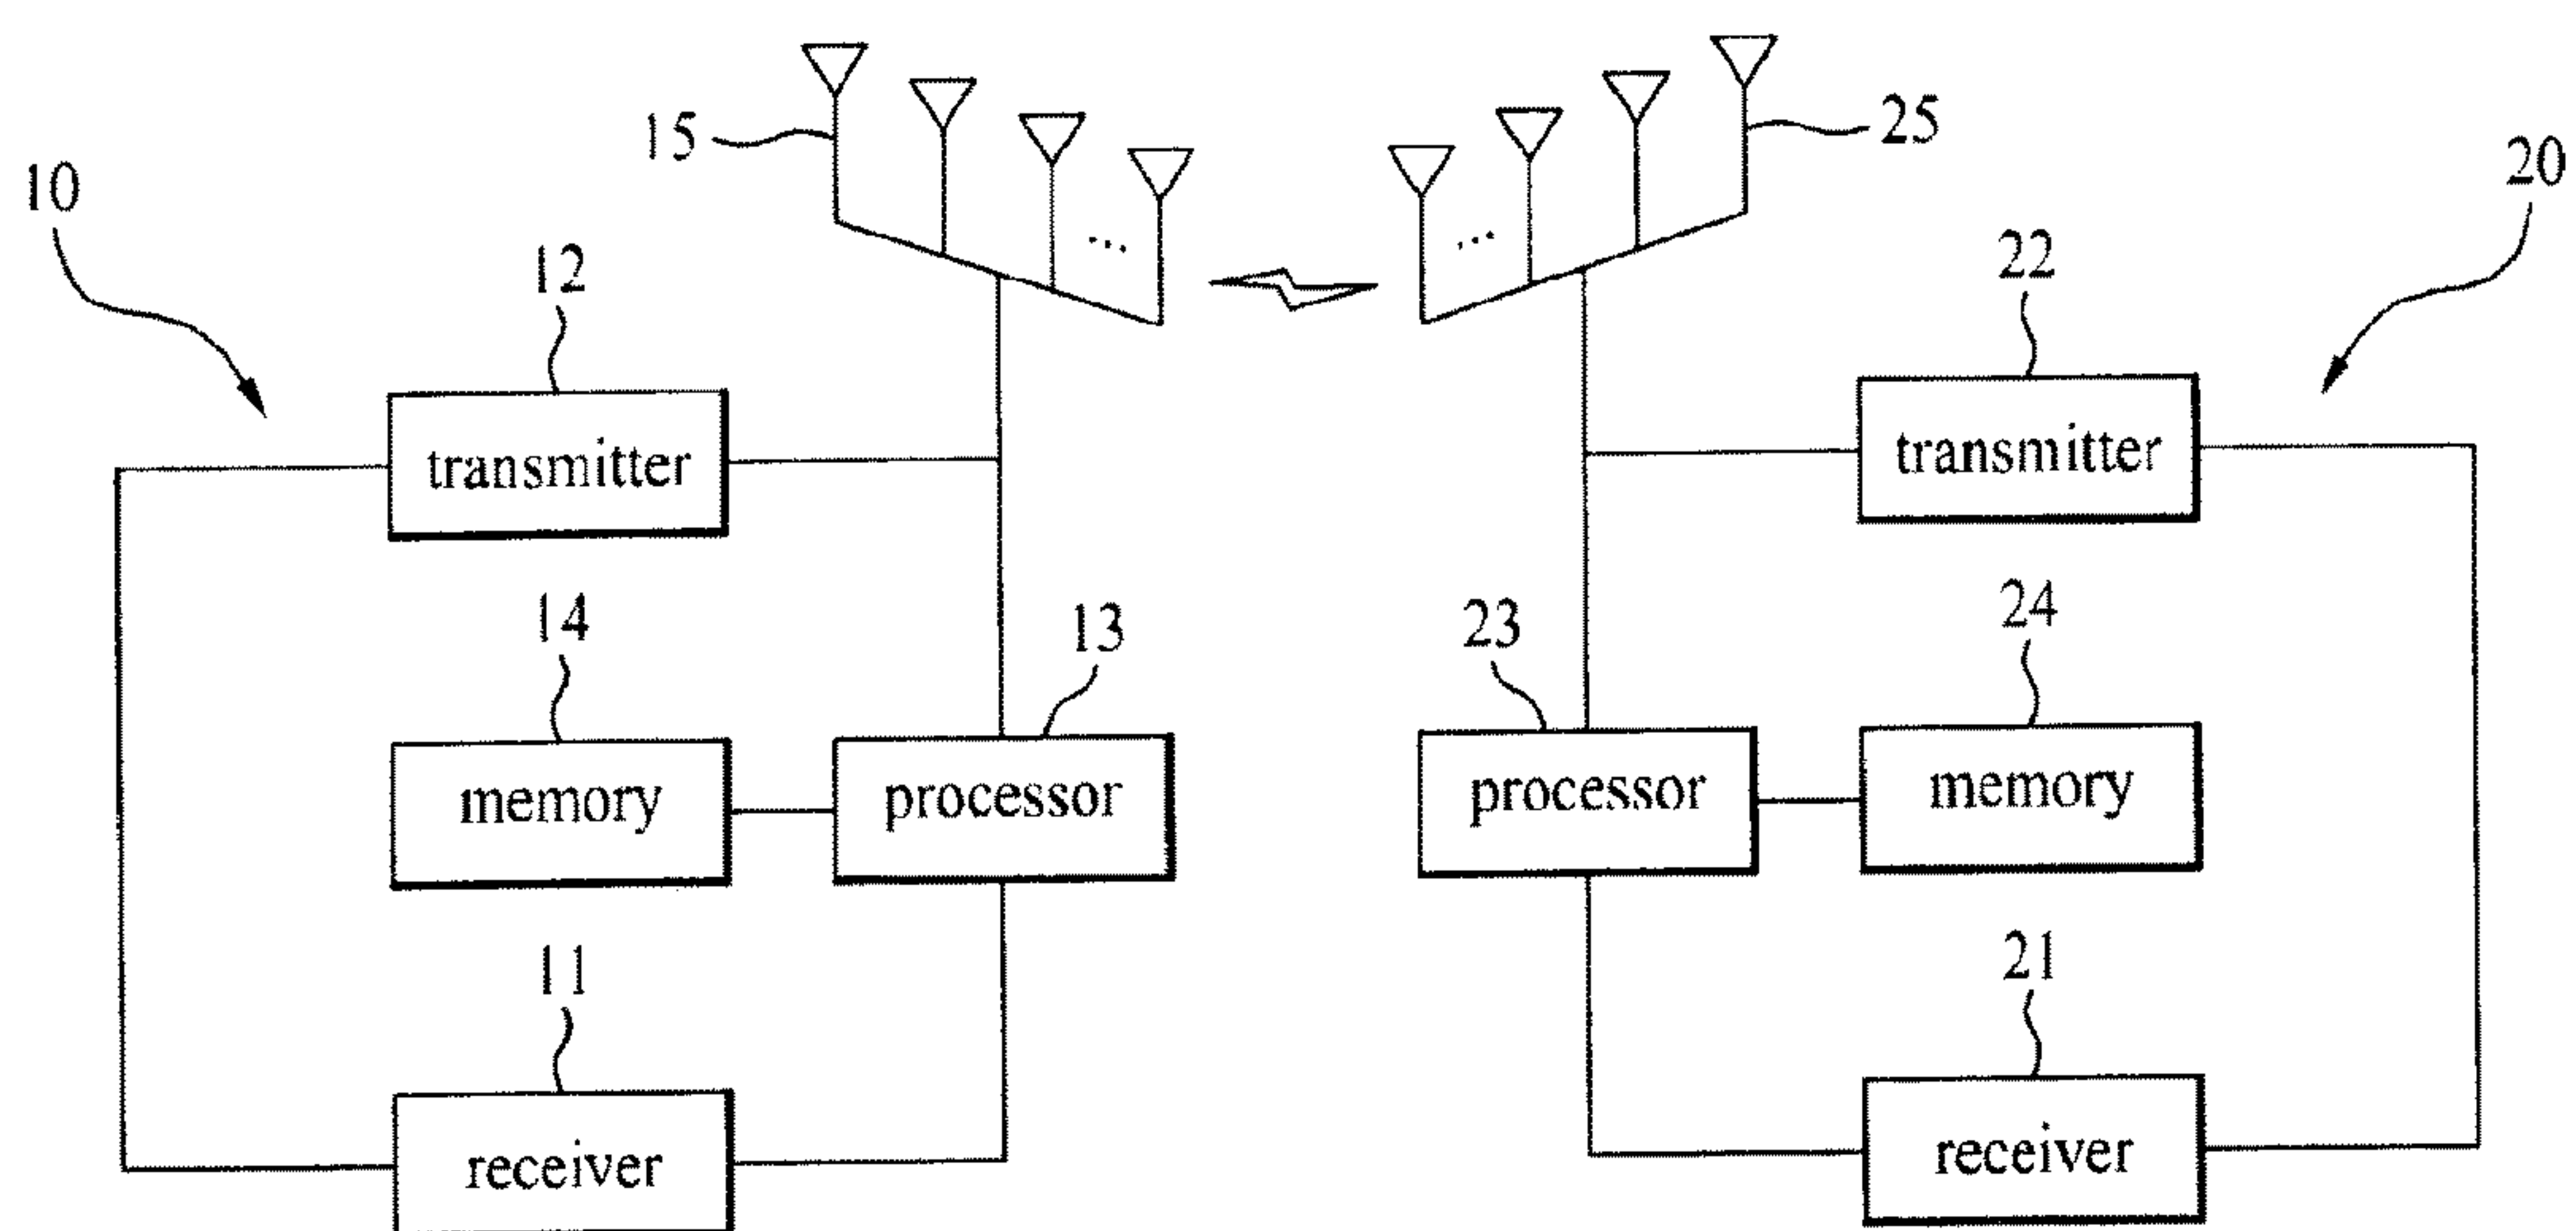 15
25
10
20
12
22
transmitter
transmitter
14
13
23
24
memory
processor
processor
memory
11
21
receiver
receiver